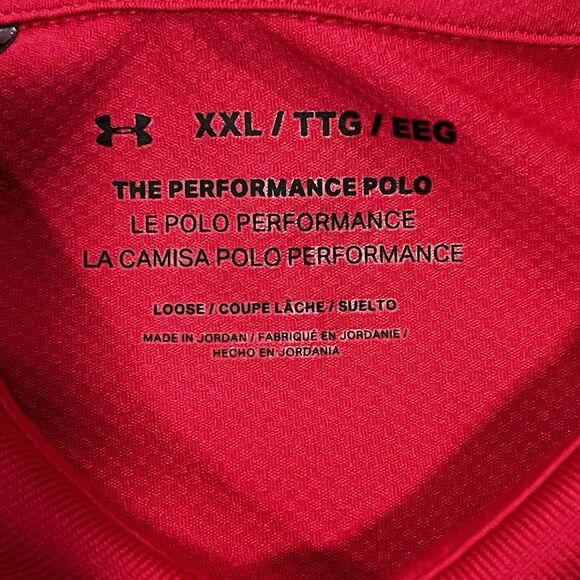 XXL / TTG / EEG
THE PERFORMANCE POLO
LE POLO PERFORMANCE
LA CAMISA POLO PERFORMANCE
LOOSE / COUPE LÂCHE / SUELTO
MADE IN JORDAN / FABRIQUÉ EN JORDANIE /
HECHO EN JORDANIA